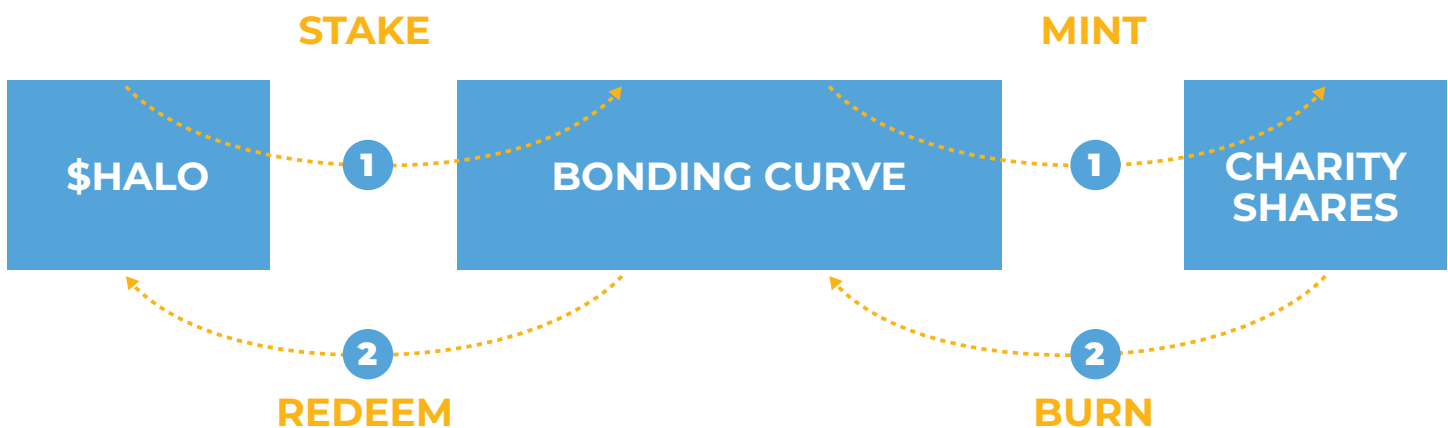 STAKE
MINT
$HALO
1
BONDING CURVE
1
CHARITY
SHARES
2
2
REDEEM
BURN